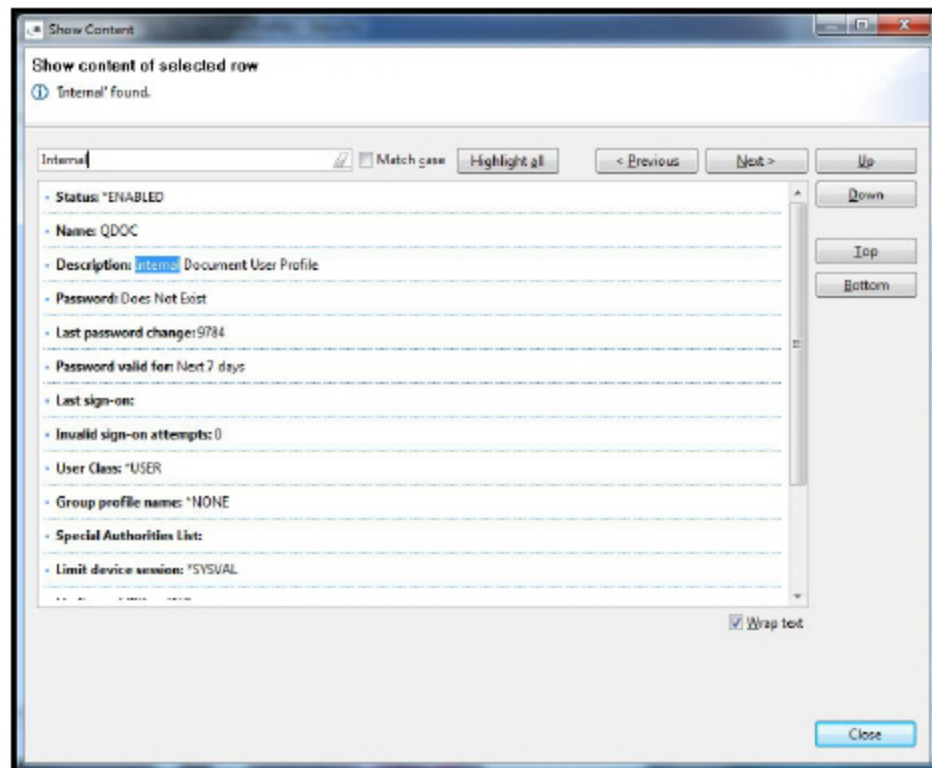 Show Content
Show content of selected row
'Internal' found.
Internal
Match case
Highlight all
< Previous
Next >
Up
Status: *ENABLED
Down
Name: QDOC
Description: Internal Document User Profile
Top
Password: Does Not Exist
Bottom
Last password change: 9784
Password valid for: Next 7 days
Last sign-on:
Invalid sign-on attempts: 0
User Class: *USER
Group profile name: *NONE
Special Authorities List:
Limit device session: *SYSVAL
Wrap text
Close